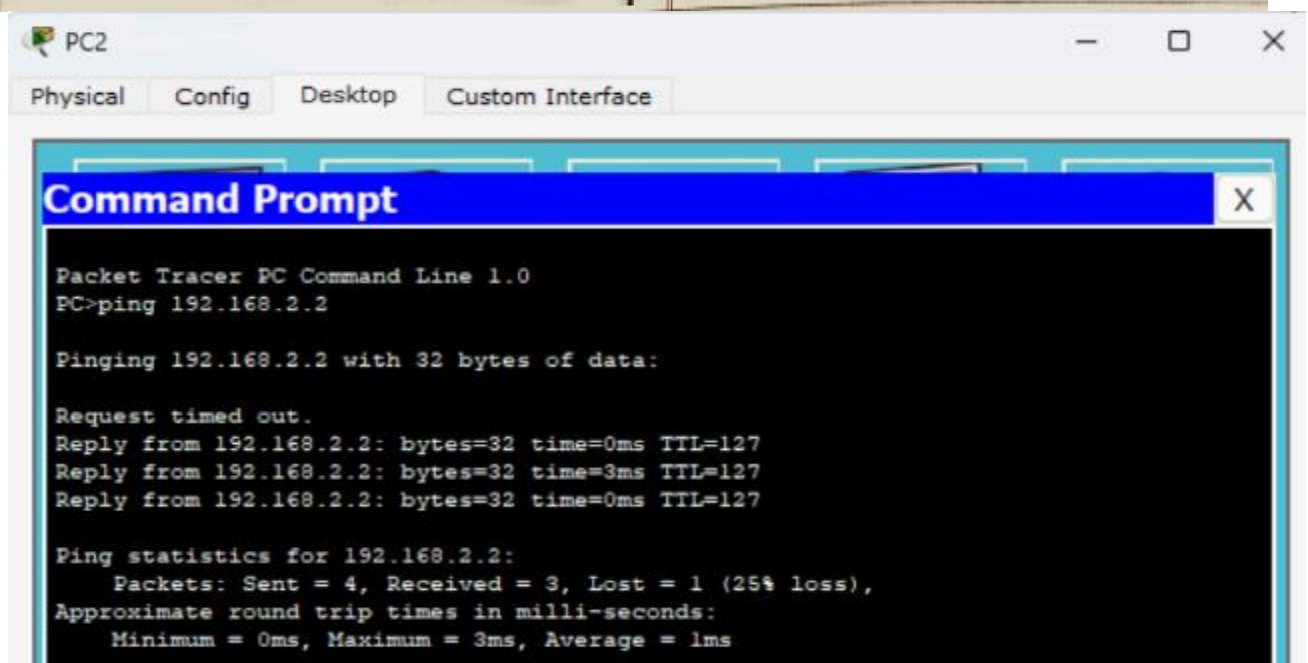 PC2
Physical Config Desktop Custom Interface
Command Prompt X
Packet Tracer PC Command Line 1.0
PC>ping 192.168.2.2
Pinging 192.168.2.2 with 32 bytes of data:
Request timed out.
Reply from 192.168.2.2: bytes=32 time=0ms TTL=127
Reply from 192.168.2.2: bytes=32 time=3ms TTL=127
Reply from 192.168.2.2: bytes=32 time=0ms TTL=127
Ping statistics for 192.168.2.2:
Packets: Sent = 4, Received = 3, Lost = 1 (25% loss),
Approximate round trip times in milli-seconds:
Minimum = 0ms, Maximum = 3ms, Average = 1ms